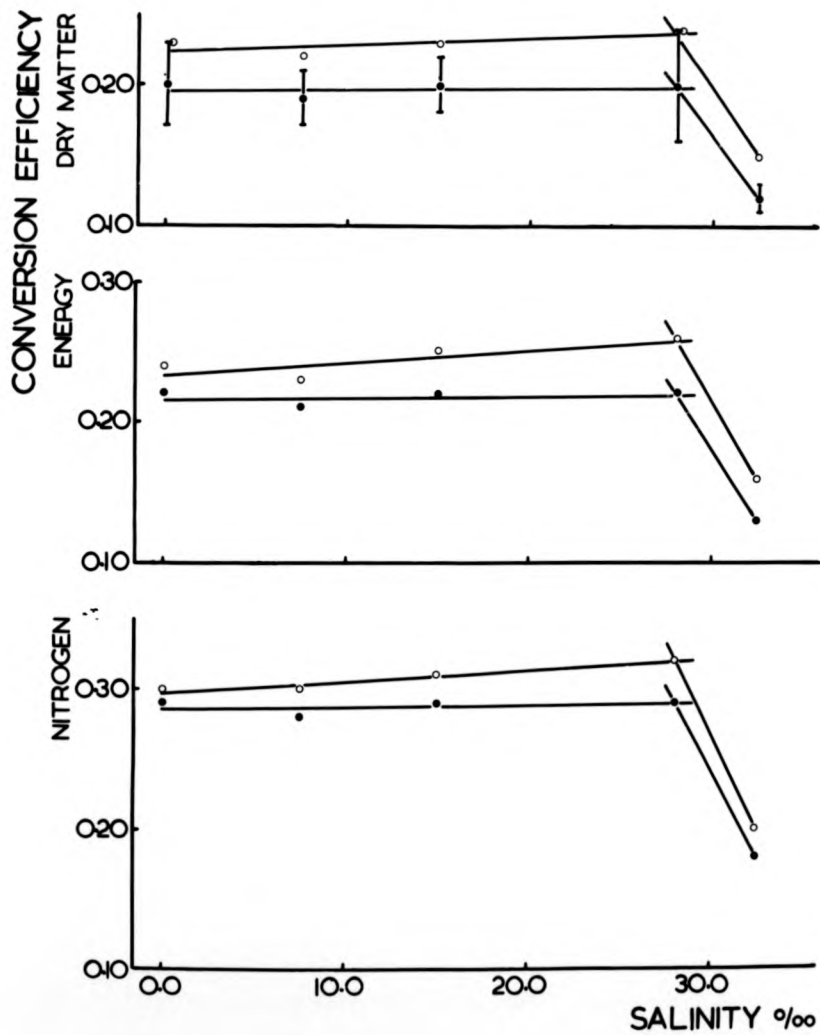 CONVERSION EFFICIENCY
DRY MATTER
0.20
0.10
ENERGY
0.30
0.20
0.10
NITROGEN
0.30
0.20
0.10
0.0 10.0 20.0 30.0
SALINITY ‰